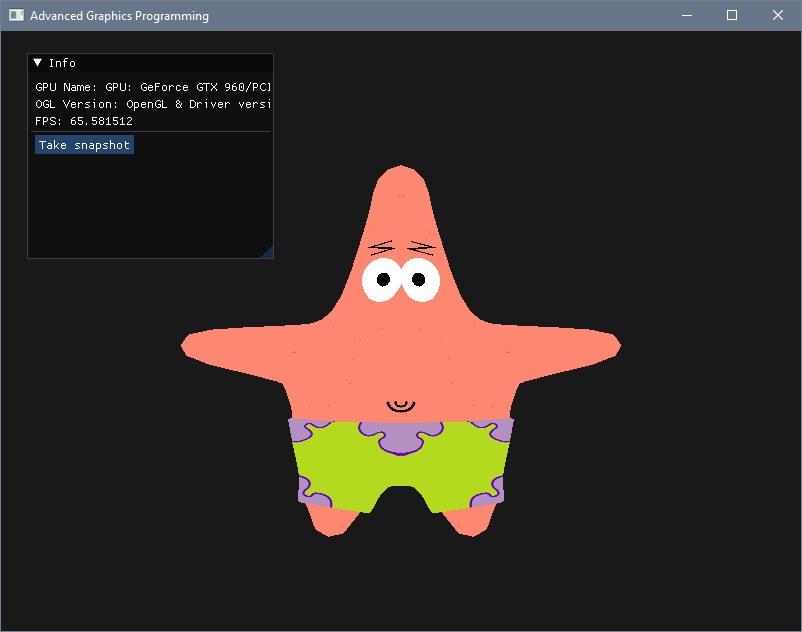 Advanced Graphics Programming
Info
GPU Name: GPU: GeForce GTX 960/PCI
OGL Version: OpenGL & Driver versi
FPS: 65.581512
Take snapshot